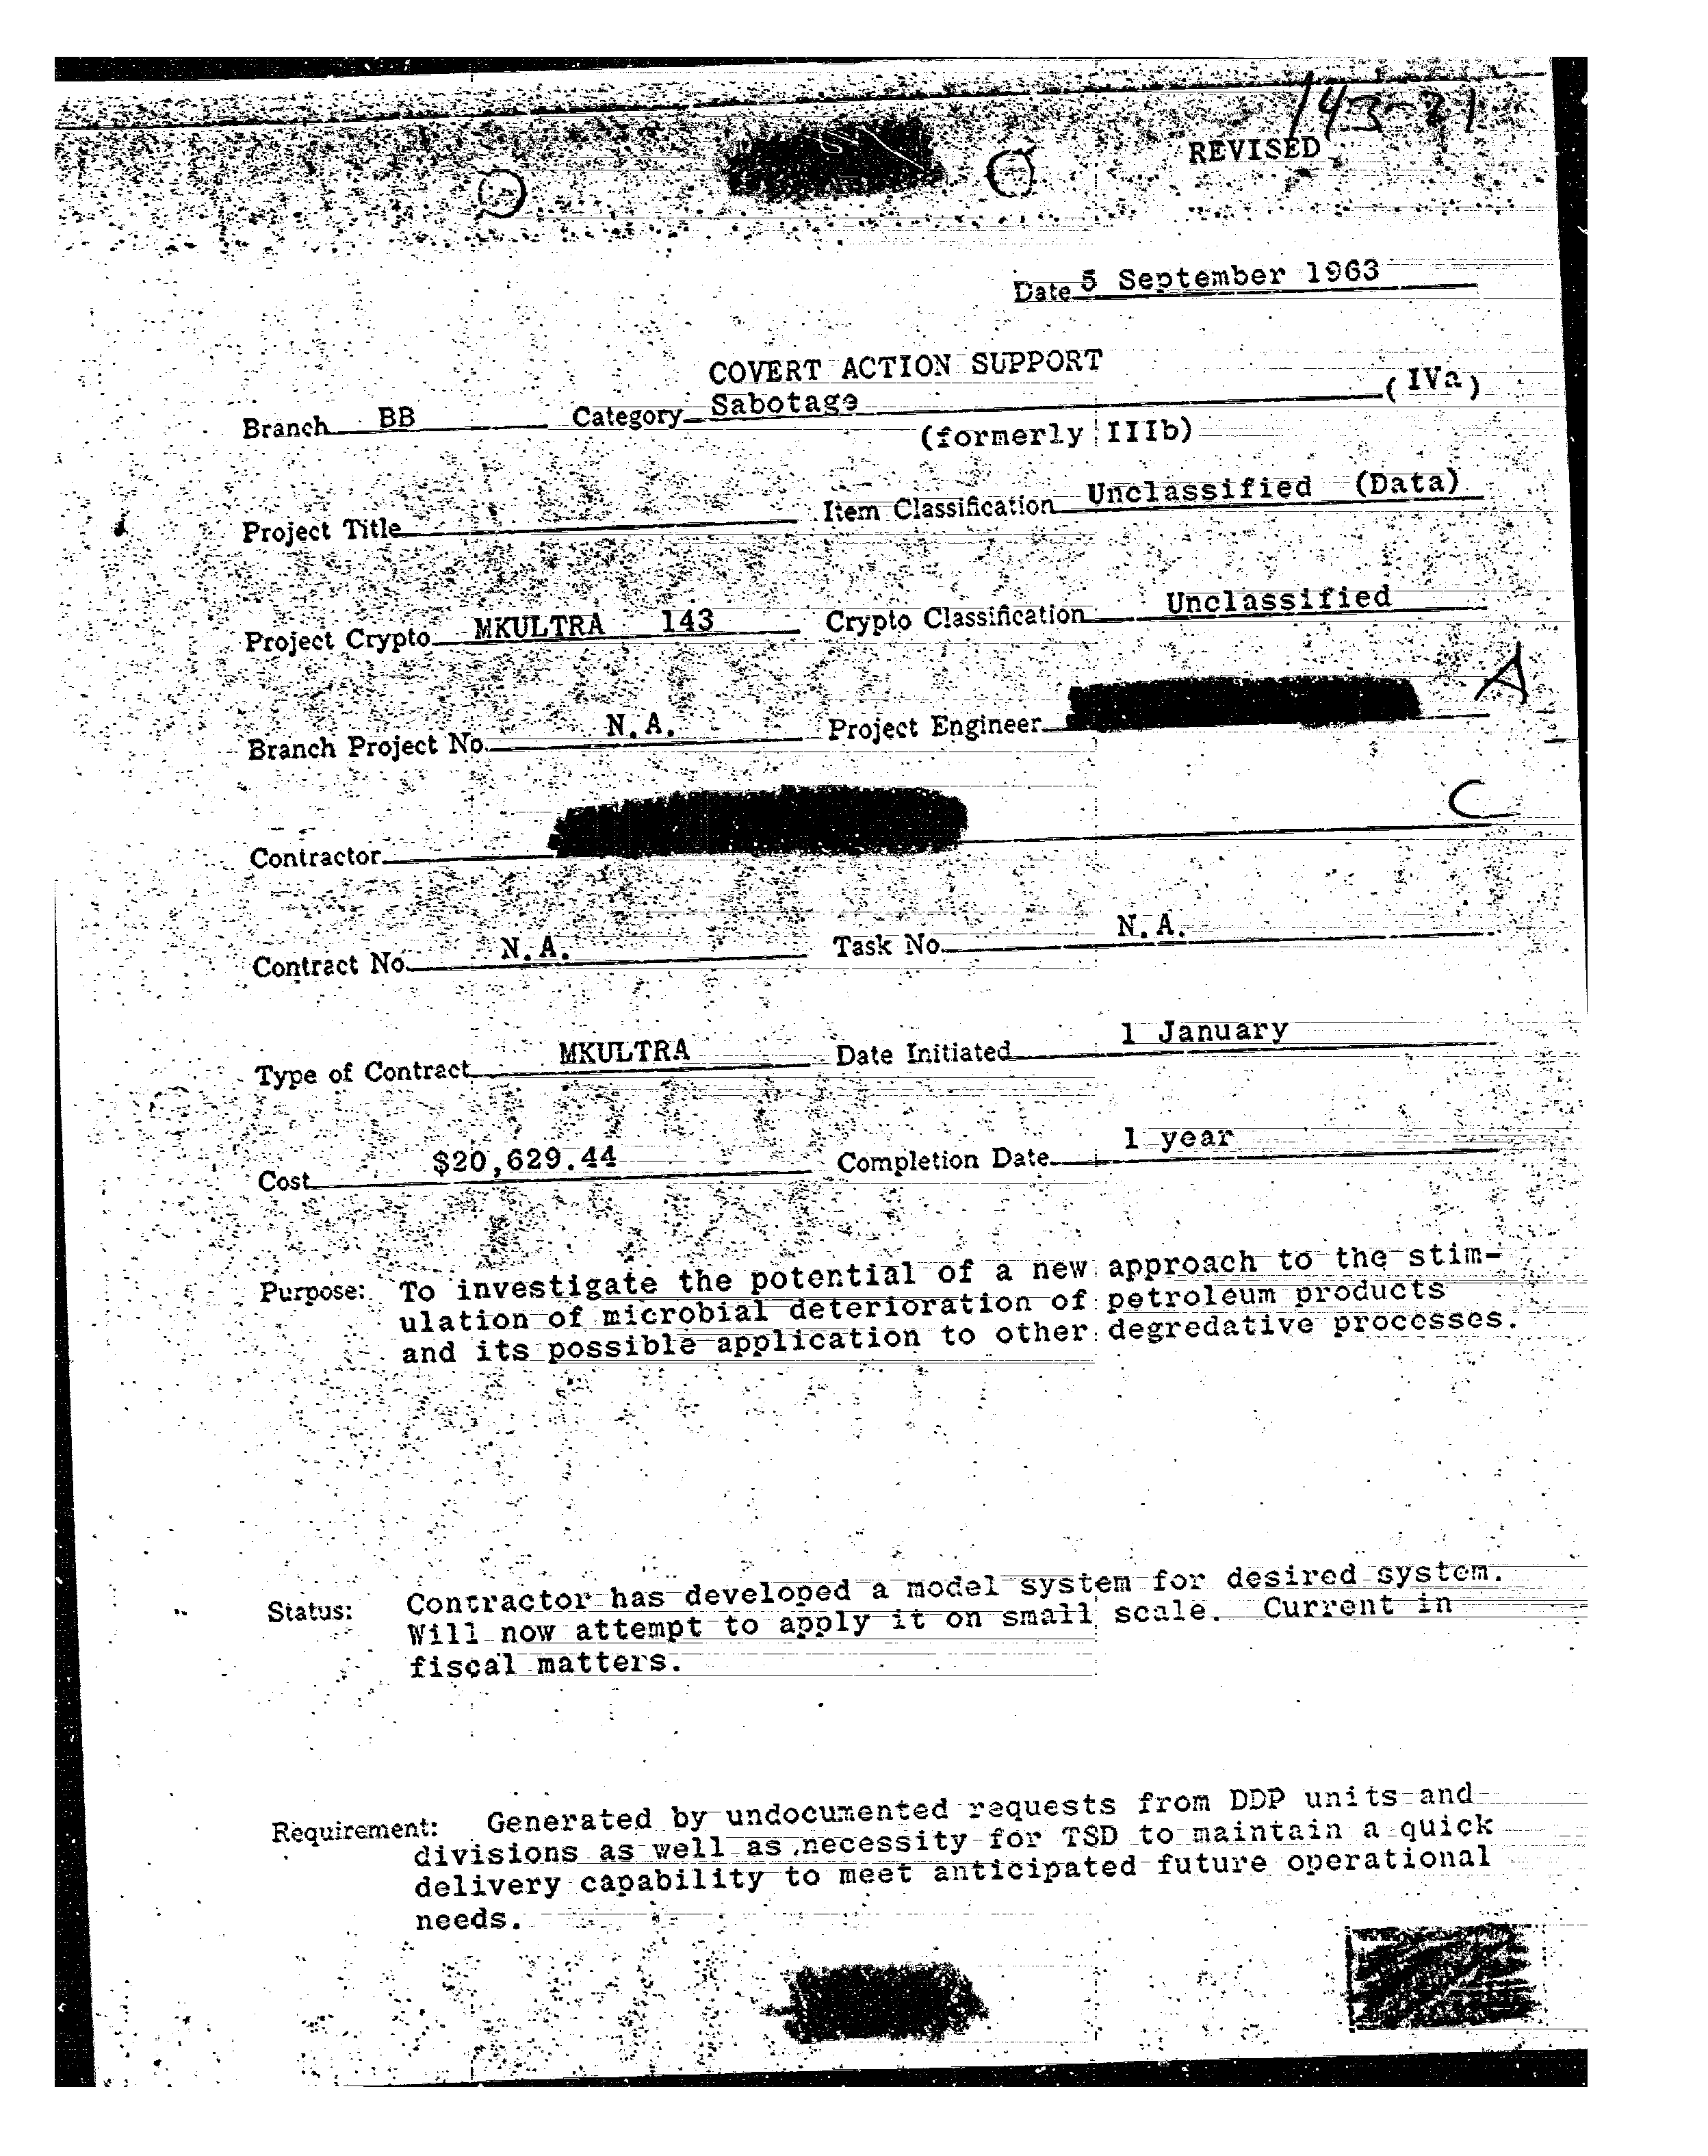 143-21
REVISED
Date 5 September 1963
COVERT ACTION SUPPORT
Branch BB Category Sabotage (IVa)
(formerly IIIb)
Project Title Item Classification Unclassified (Data)
Project Crypto MKULTRA 143 Crypto Classification Unclassified
A
Branch Project No. N.A. Project Engineer
C
Contractor
Contract No. N.A. Task No. N.A.
Type of Contract MKULTRA Date Initiated 1 January
Cost $20,629.44 Completion Date 1 year
Purpose: To investigate the potential of a new approach to the stim-
ulation of microbial deterioration of petroleum products
and its possible application to other degredative processes.
Status: Contractor has developed a model system for desired system.
Will now attempt to apply it on small scale. Current in
fiscal matters.
Requirement: Generated by undocumented requests from DDP units and
divisions as well as necessity for TSD to maintain a quick
delivery capability to meet anticipated future operational
needs.